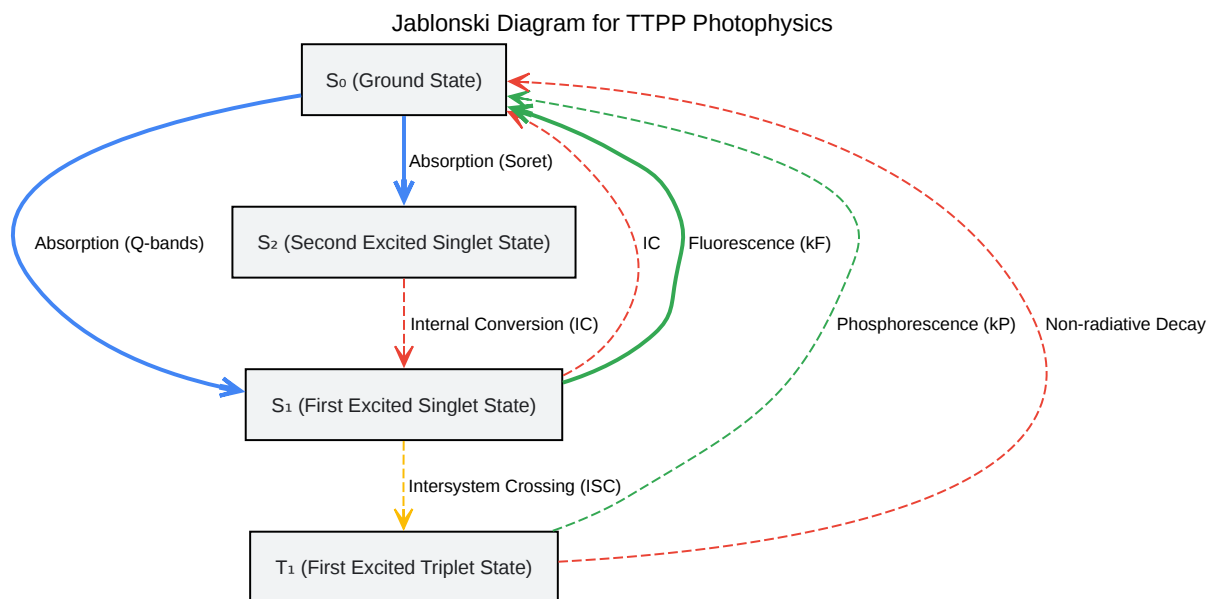 Jablonski Diagram for TTPP Photophysics
S₀ (Ground State)
Absorption (Soret)
S₂ (Second Excited Singlet State)
Absorption (Q-bands)
IC
Fluorescence (kF)
Internal Conversion (IC)
Phosphorescence (kP)
Non-radiative Decay
S₁ (First Excited Singlet State)
Intersystem Crossing (ISC)
T₁ (First Excited Triplet State)